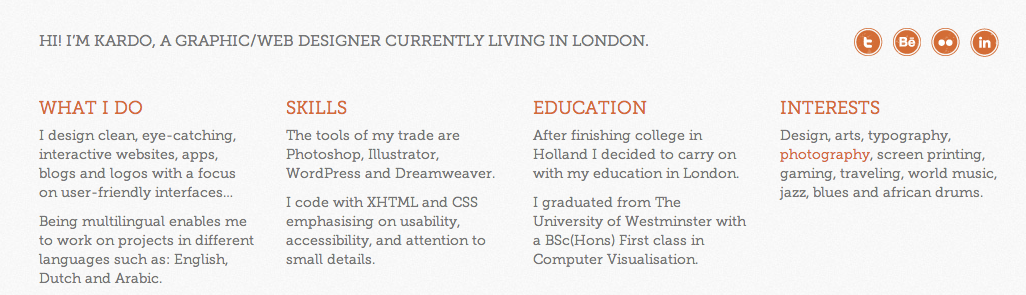 HI! I'M KARDO, A GRAPHIC/WEB DESIGNER CURRENTLY LIVING IN LONDON.
t
Bē
in
WHAT I DO
I design clean, eye-catching,
interactive websites, apps,
blogs and logos with a focus
on user-friendly interfaces...
Being multilingual enables me
to work on projects in different
languages such as: English,
Dutch and Arabic.
SKILLS
The tools of my trade are
Photoshop, Illustrator,
WordPress and Dreamweaver.
I code with XHTML and CSS
emphasising on usability,
accessibility, and attention to
small details.
EDUCATION
After finishing college in
Holland I decided to carry on
with my education in London.
I graduated from The
University of Westminster with
a BSc(Hons) First class in
Computer Visualisation.
INTERESTS
Design, arts, typography,
photography, screen printing,
gaming, traveling, world music,
jazz, blues and african drums.